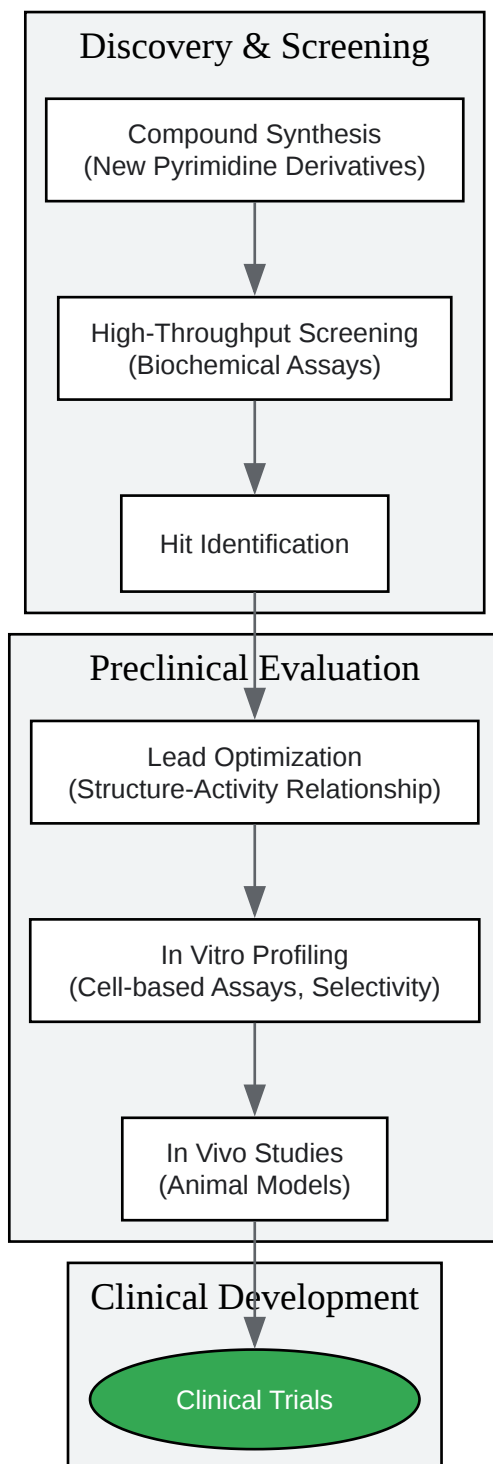 Discovery & Screening
Compound Synthesis
(New Pyrimidine Derivatives)
High-Throughput Screening
(Biochemical Assays)
Hit Identification
Preclinical Evaluation
Lead Optimization
(Structure-Activity Relationship)
In Vitro Profiling
(Cell-based Assays, Selectivity)
In Vivo Studies
(Animal Models)
Clinical Development
Clinical Trials